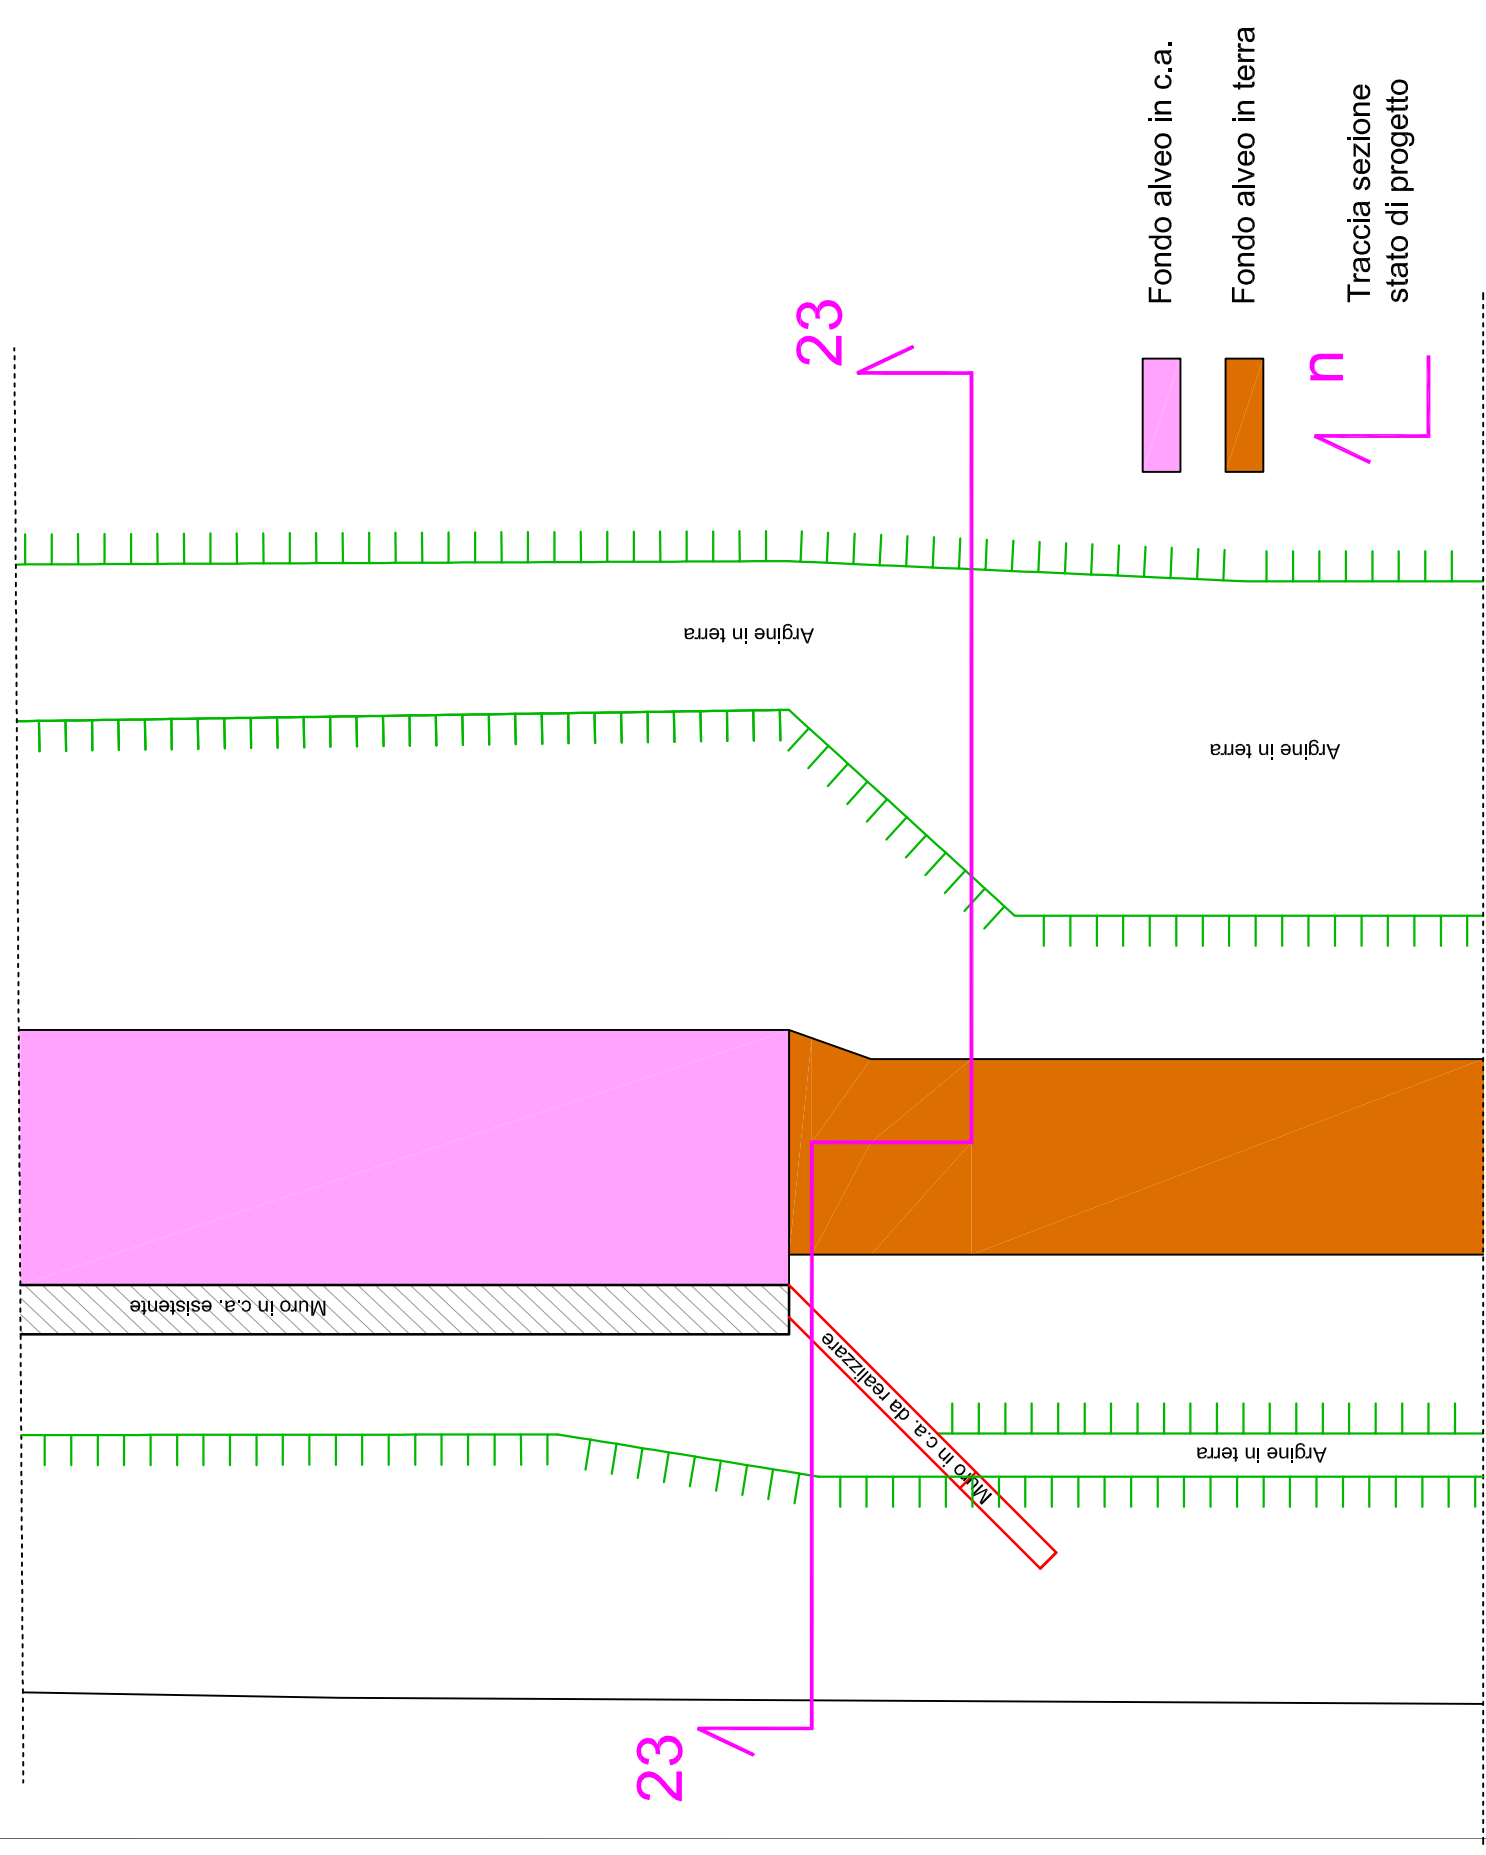 23
Fondo alveo in c.a.
Fondo alveo in terra
n
Traccia sezione
stato di progetto
Argine in terra
Argine in terra
Muro in c.a. esistente
Muro in c.a. da realizzare
Argine in terra
23